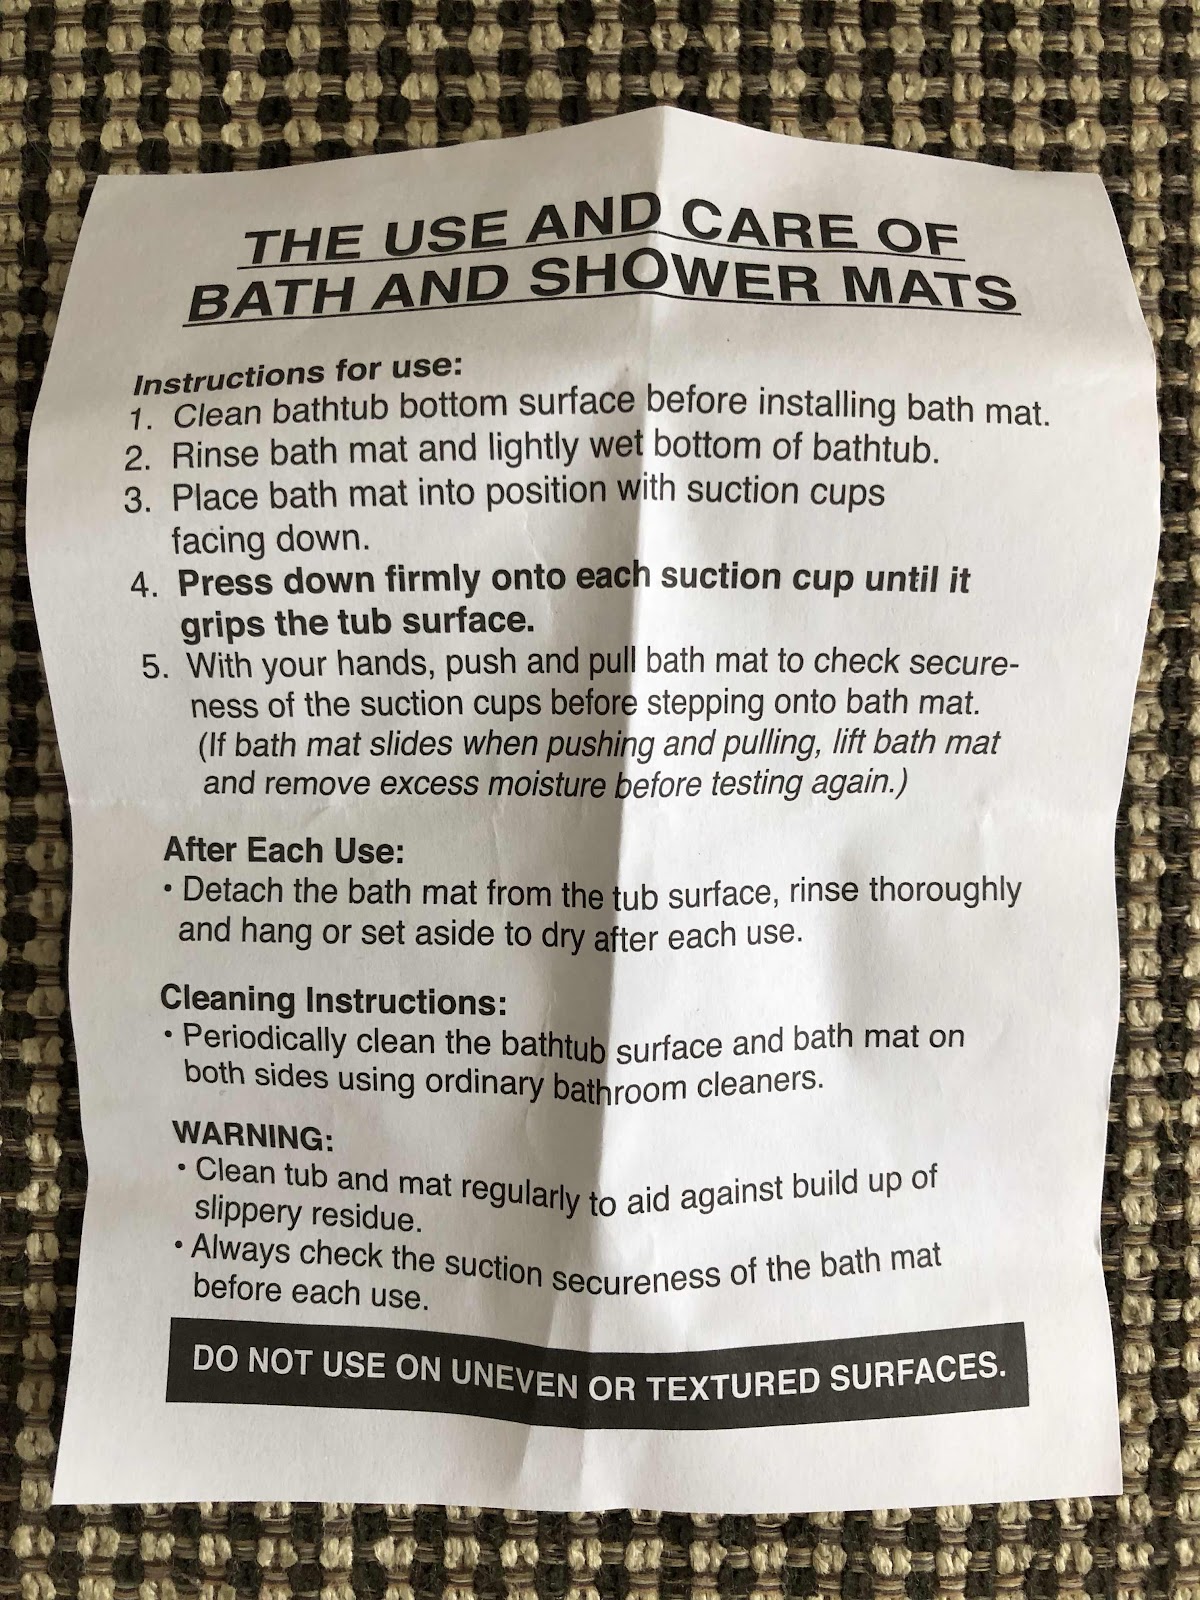 THE USE AND CARE OF
BATH AND SHOWER MATS
Instructions for use:
1. Clean bathtub bottom surface before installing bath mat.
2. Rinse bath mat and lightly wet bottom of bathtub.
3. Place bath mat into position with suction cups
facing down.
4. Press down firmly onto each suction cup until it
grips the tub surface.
5. With your hands, push and pull bath mat to check secure-
ness of the suction cups before stepping onto bath mat.
(If bath mat slides when pushing and pulling, lift bath mat
and remove excess moisture before testing again.)
After Each Use:
• Detach the bath mat from the tub surface, rinse thoroughly
and hang or set aside to dry after each use.
Cleaning Instructions:
• Periodically clean the bathtub surface and bath mat on
both sides using ordinary bathroom cleaners.
WARNING:
• Clean tub and mat regularly to aid against build up of
slippery residue.
• Always check the suction secureness of the bath mat
before each use.
DO NOT USE ON UNEVEN OR TEXTURED SURFACES.